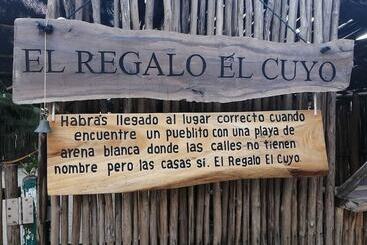 EL REGALO EL CUYO
Habrás llegado al lugar correcto cuando
encuentre un pueblito con una playa de
arena blanca donde las calles no tienen
nombre pero las casas sí. El Regalo El Cuyo.